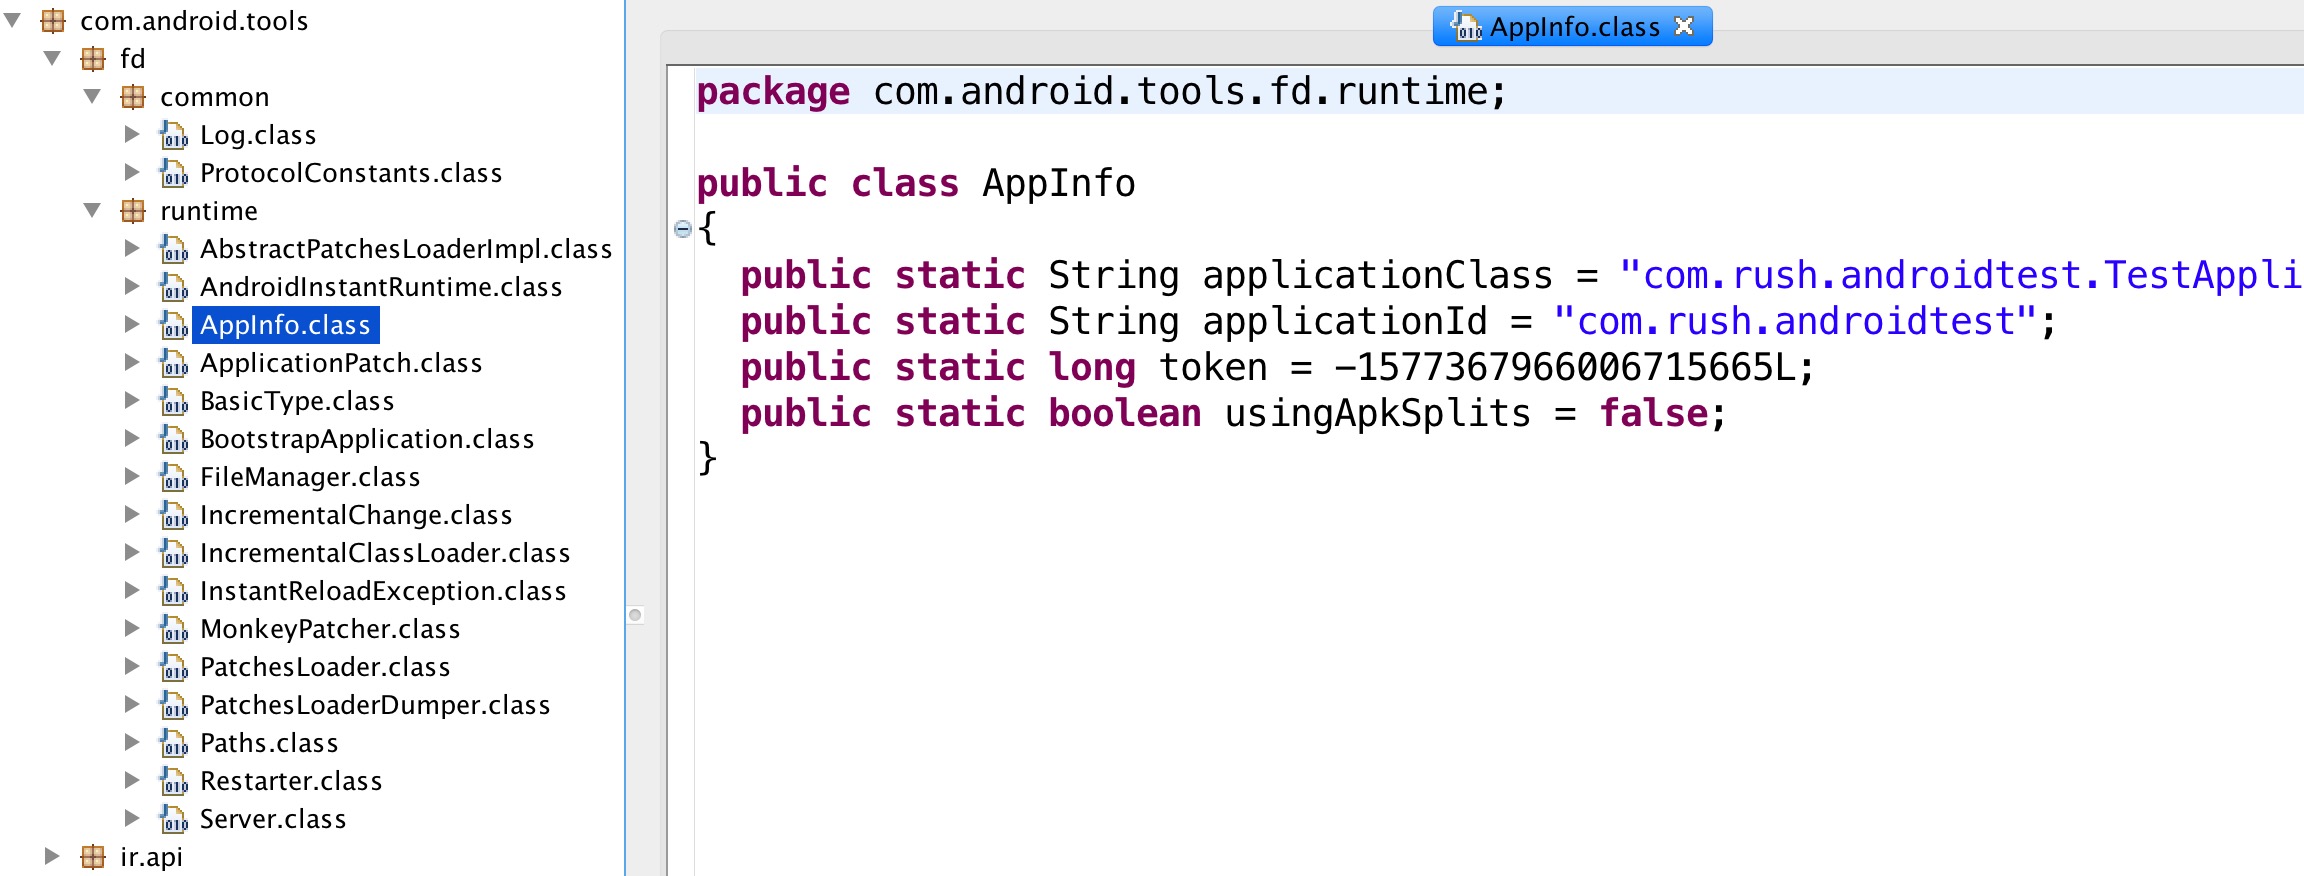 com.android.tools
fd
common
Log.class
ProtocolConstants.class
runtime
AbstractPatchesLoaderImpl.class
AndroidInstantRuntime.class
AppInfo.class
ApplicationPatch.class
BasicType.class
BootstrapApplication.class
FileManager.class
IncrementalChange.class
IncrementalClassLoader.class
InstantReloadException.class
MonkeyPatcher.class
PatchesLoader.class
PatchesLoaderDumper.class
Paths.class
Restarter.class
Server.class
ir.api
AppInfo.class
package com.android.tools.fd.runtime;
public class AppInfo
{
public static String applicationClass = "com.rush.androidtest.TestAppli
public static String applicationId = "com.rush.androidtest";
public static long token = -1577367966006715665L;
public static boolean usingApkSplits = false;
}